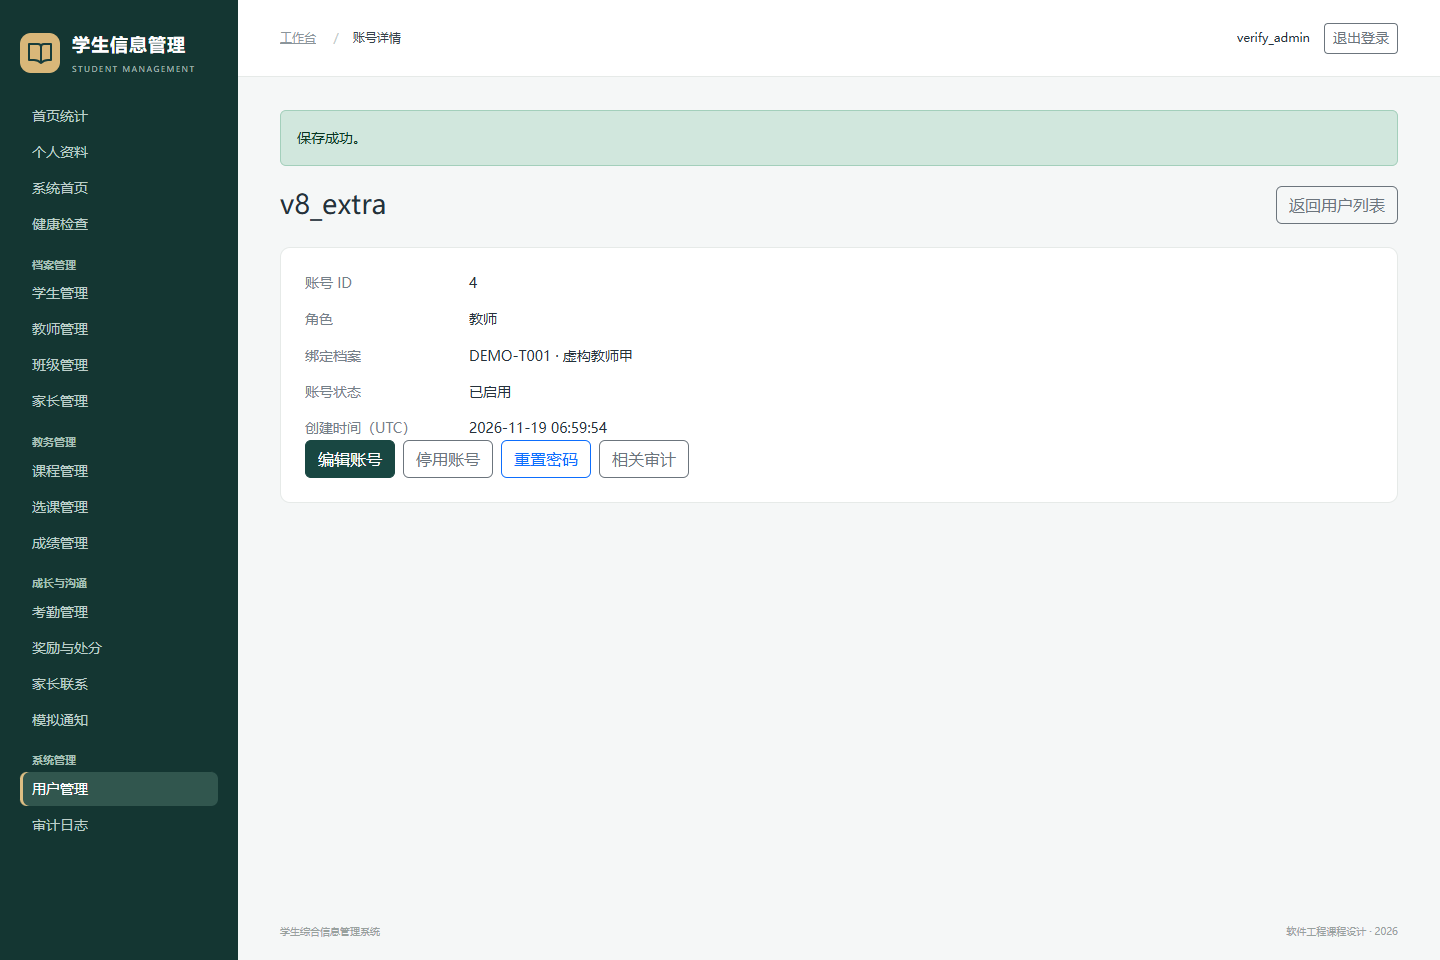 学生信息管理
STUDENT MANAGEMENT
首页统计
个人资料
系统首页
健康检查
档案管理
学生管理
教师管理
班级管理
家长管理
教务管理
课程管理
选课管理
成绩管理
成长与沟通
考勤管理
奖励与处分
家长联系
模拟通知
系统管理
用户管理
审计日志
工作台 / 账号详情
verify_admin 退出登录
保存成功。
v8_extra
返回用户列表
账号 ID 4
角色 教师
绑定档案 DEMO-T001 · 虚构教师甲
账号状态 已启用
创建时间（UTC） 2026-11-19 06:59:54
编辑账号 停用账号 重置密码 相关审计
学生综合信息管理系统
软件工程课程设计 · 2026